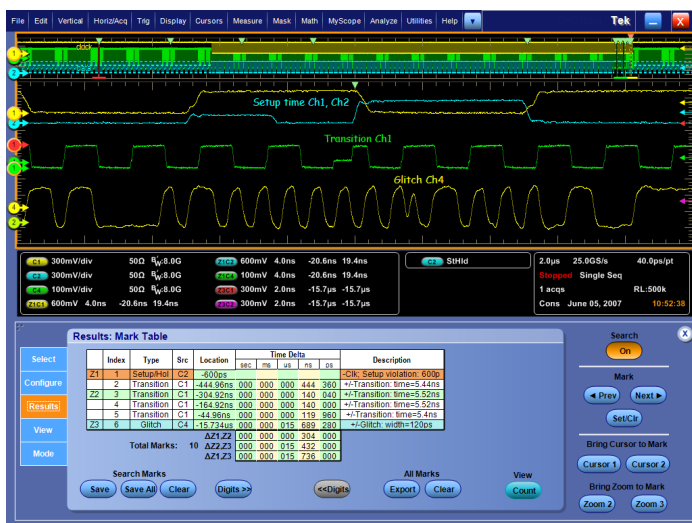 File Edit Vertical Horiz/Acq Trig Display Cursors Measure Mask Math MyScope Analyze Utilities Help Tek X
clock
Setup time Ch1, Ch2
Transition Ch1
Glitch Ch4
C1 300mV/div 50Ω BW:8.0G Z1C2 600mV 4.0ns -20.6ns 19.4ns C2 StHld 2.0µs 25.0GS/s 40.0ps/pt
C2 300mV/div 50Ω BW:8.0G Z1C4 100mV 4.0ns -20.6ns 19.4ns Stopped Single Seq
C4 100mV/div 50Ω BW:8.0G Z3C1 300mV 2.0ns -15.7µs -15.7µs 1 acqs RL:500k
Z1C1 600mV 4.0ns -20.6ns 19.4ns Z3C2 300mV 2.0ns -15.7µs -15.7µs Cons June 05, 2007 10:52:38
Results: Mark Table
Select
Configure
Results
View
Mode
Index Type Src Location Time Delta Description
sec ms us ns ps
Z1 1 Setup/Hol C2 -600ps -Clk; Setup violation: 600p
2 Transition C1 -444.96ns 000 000 000 444 360 +/-Transition: time=5.44ns
Z2 3 Transition C1 -304.92ns 000 000 000 140 040 +/-Transition: time=5.52ns
4 Transition C1 -164.92ns 000 000 000 140 000 +/-Transition: time=5.52ns
5 Transition C1 -44.96ns 000 000 000 119 960 +/-Transition: time=5.4ns
Z3 6 Glitch C4 -15.734us 000 000 015 689 280 +/-Glitch: width=120ps
ΔZ1,Z2 000 000 000 304 000
Total Marks: 10 ΔZ2,Z3 000 000 015 432 000
ΔZ1,Z3 000 000 015 736 000
Search Marks All Marks View
Save Save All Clear Digits >> <<Digits Export Clear Count
Search
On
Mark
◄ Prev Next ►
Set/Clr
Bring Cursor to Mark
Cursor 1 Cursor 2
Bring Zoom to Mark
Zoom 2 Zoom 3
X